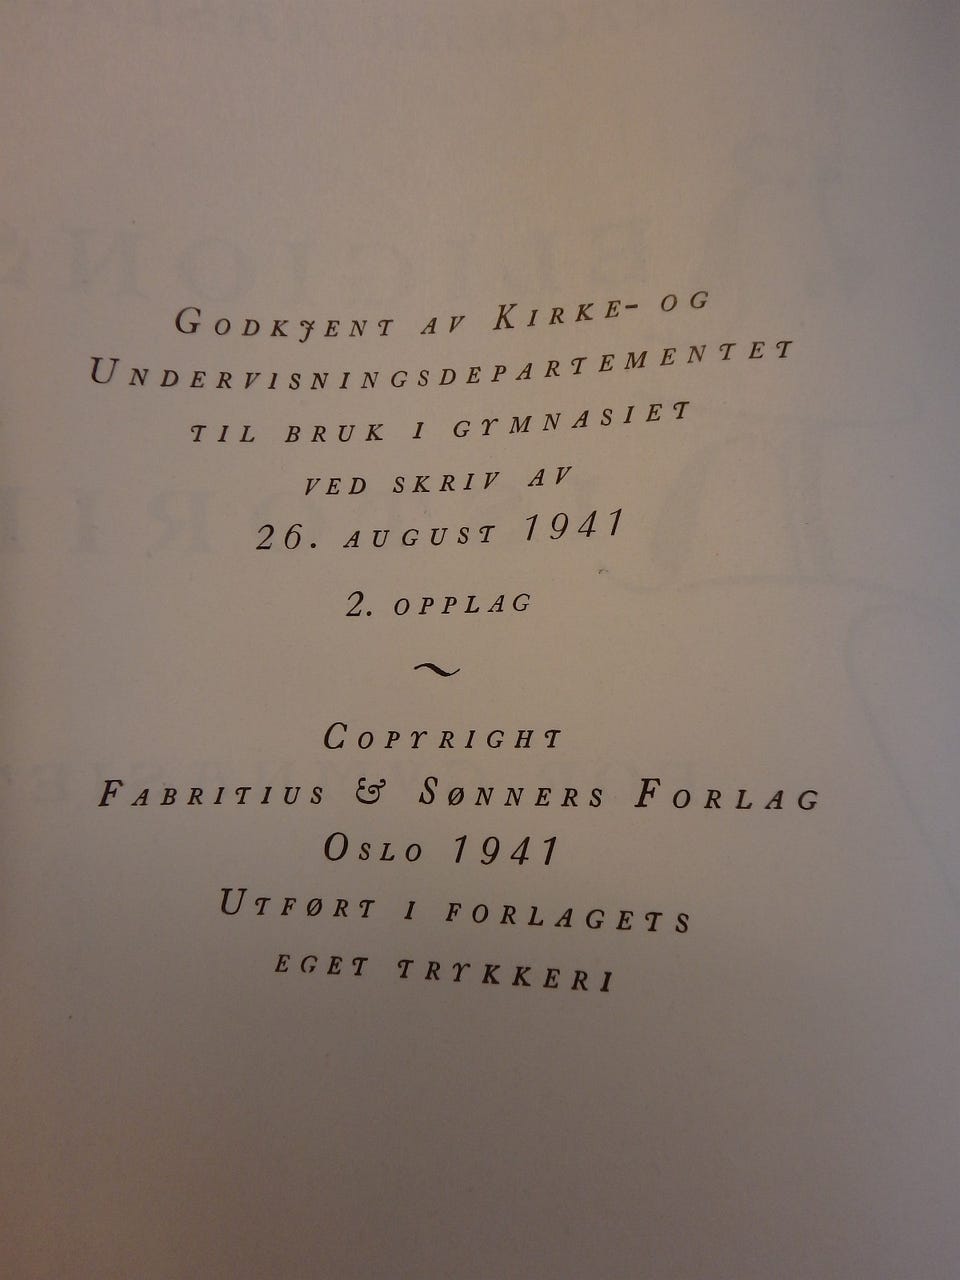 Godkjent av Kirke- og
Undervisningsdepartementet
til bruk i gymnasiet
ved skriv av
26. august 1941
2. opplag
~
Copyright
Fabritius & Sønners Forlag
Oslo 1941
Utført i forlagets
eget trykkeri